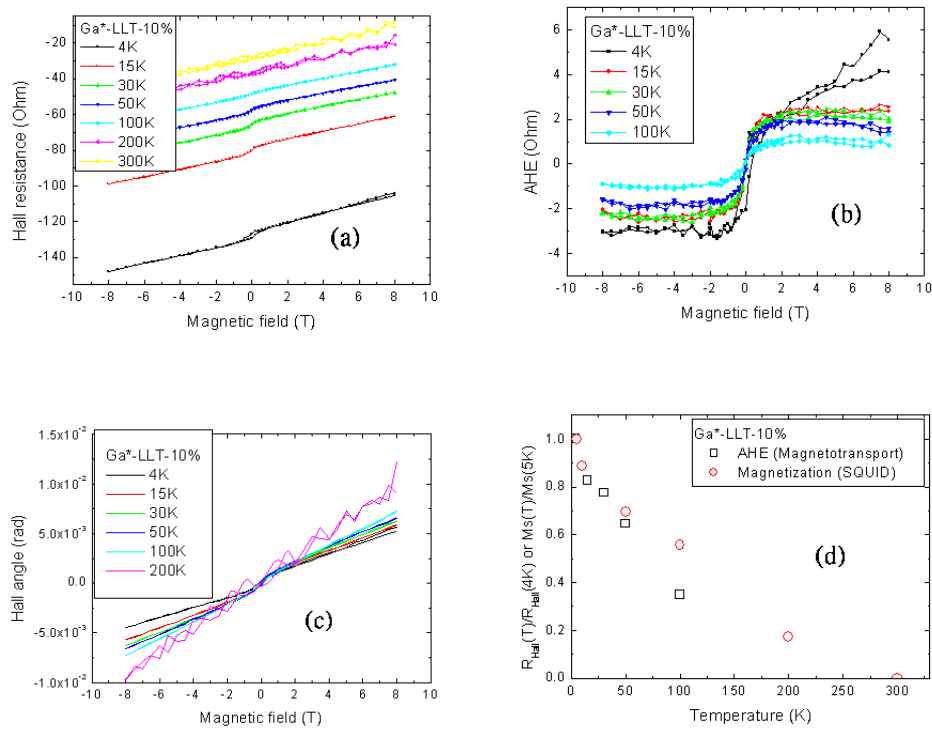 Ga*-LLT-10%
4K
15K
30K
50K
100K
200K
300K
0
-20
-40
-60
-80
-100
-120
-140
-10 -8 -6 -4 -2 0 2 4 6 8 10
Hall resistance (Ohm)
Magnetic field (T)
(a)
Ga*-LLT-10%
4K
15K
30K
50K
100K
6
4
2
0
-2
-4
-10 -8 -6 -4 -2 0 2 4 6 8 10
AHE (Ohm)
Magnetic field (T)
(b)
Ga*-LLT-10%
4K
15K
30K
50K
100K
200K
1.5x10⁻²
1.0x10⁻²
5.0x10⁻³
0.0
-5.0x10⁻³
-1.0x10⁻²
-10 -8 -6 -4 -2 0 2 4 6 8 10
Hall angle (rad)
Magnetic field (T)
(c)
Ga*-LLT-10%
AHE (Magnetotransport)
Magnetization (SQUID)
1.0
0.8
0.6
0.4
0.2
0.0
0 50 100 150 200 250 300
R_Hall(T)/R_Hall(4K) or Ms(T)/Ms(5K)
Temperature (K)
(d)